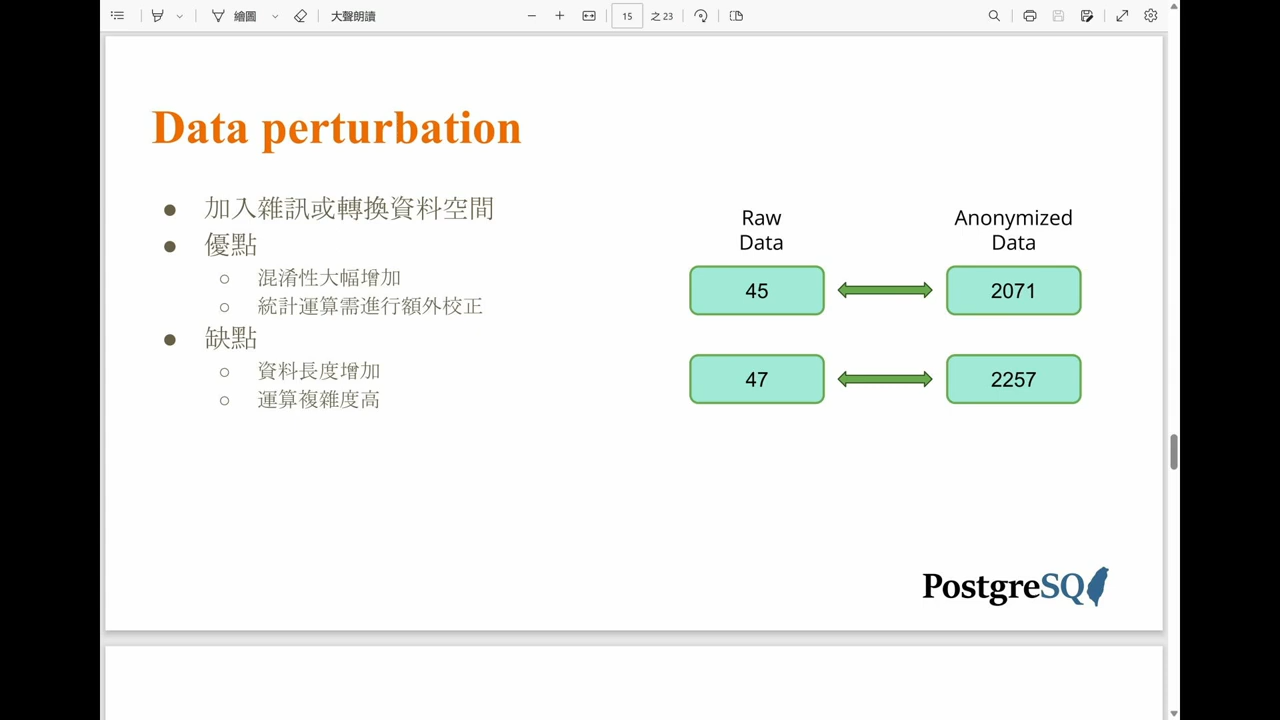 繪圖
大聲朗讀
15
之 23
Data perturbation
加入雜訊或轉換資料空間
優點
混淆性大幅增加
統計運算需進行額外校正
缺點
資料長度增加
運算複雜度高
Raw
Data
Anonymized
Data
45
2071
47
2257
PostgreSQ